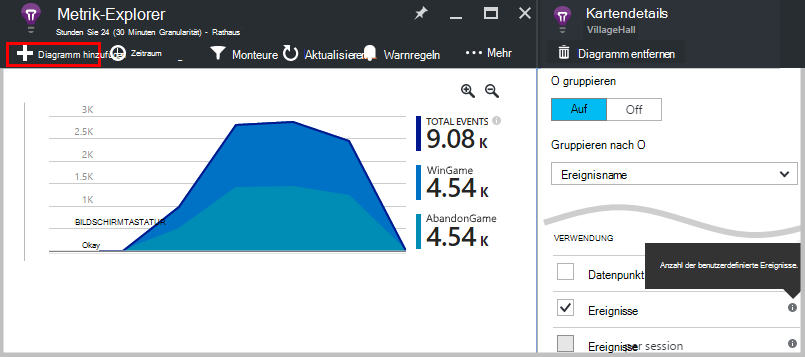 Metrik-Explorer
Stunden Sie 24 (30 Minuten Granularität) - Rathaus
Diagramm hinzufügen
Zeitraum
Monteure
Aktualisieren
Warnregeln
Mehr
3K
2.5K
2K
1.5K
1K
BILDSCHIRMTASTATUR
Okay
TOTAL EVENTS
9.08 K
WinGame
4.54 K
AbandonGame
4.54 K
Kartendetails
VillageHall
Diagramm entfernen
O gruppieren
Auf Off
Gruppieren nach O
Ereignisname
VERWENDUNG
Anzahl der benutzerdefinierte Ereignisse.
Datenpunkt
Ereignisse
Ereignisse per session